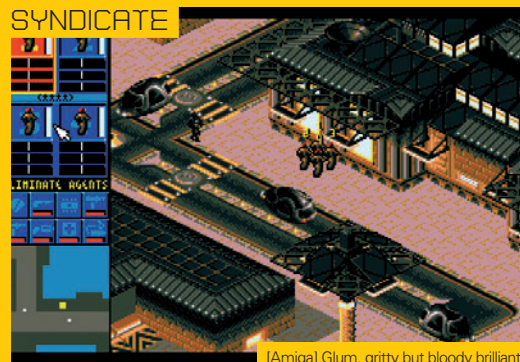 SYNDICATE
LIMINATE AGENTS
[Amiga] Glum, gritty but bloody brilliant